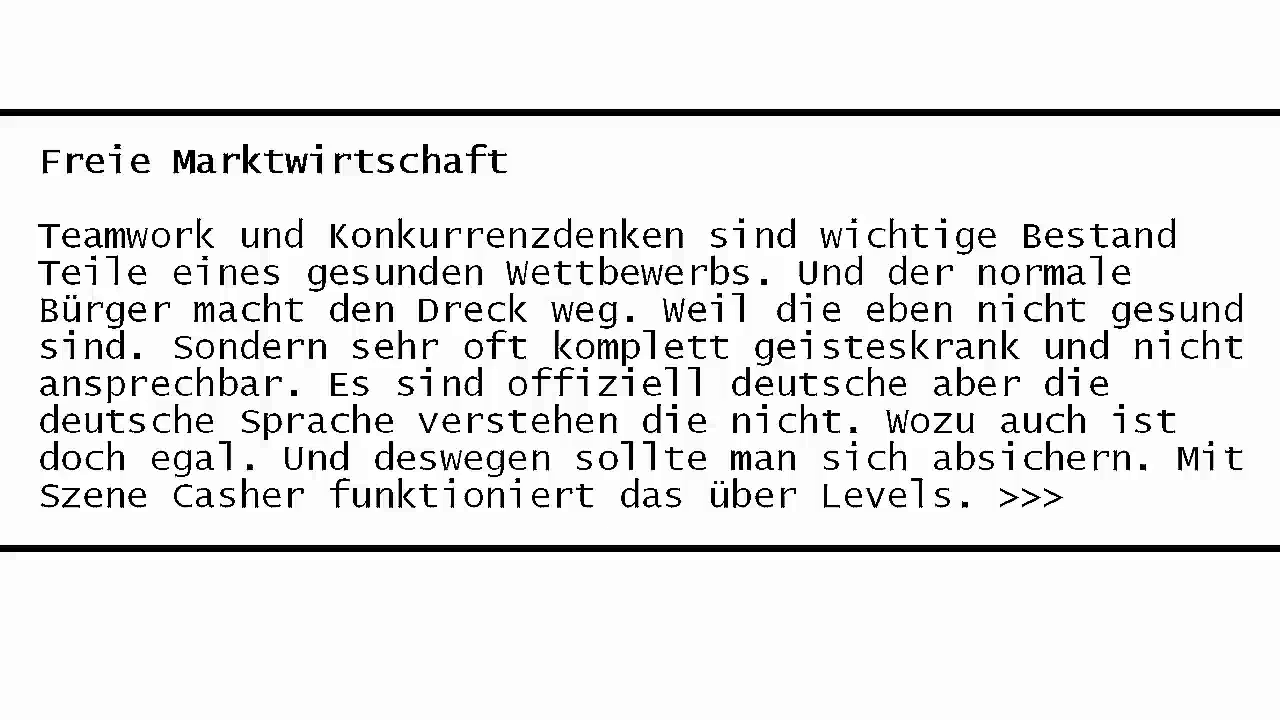 Freie Marktwirtschaft
Teamwork und Konkurrenzdenken sind wichtige Bestand
Teile eines gesunden Wettbewerbs. Und der normale
Bürger macht den Dreck weg. Weil die eben nicht gesund
sind. Sondern sehr oft komplett geisteskrank und nicht
ansprechbar. Es sind offiziell deutsche aber die
deutsche Sprache verstehen die nicht. Wozu auch ist
doch egal. Und deswegen sollte man sich absichern. Mit
Szene Casher funktioniert das über Levels. >>>